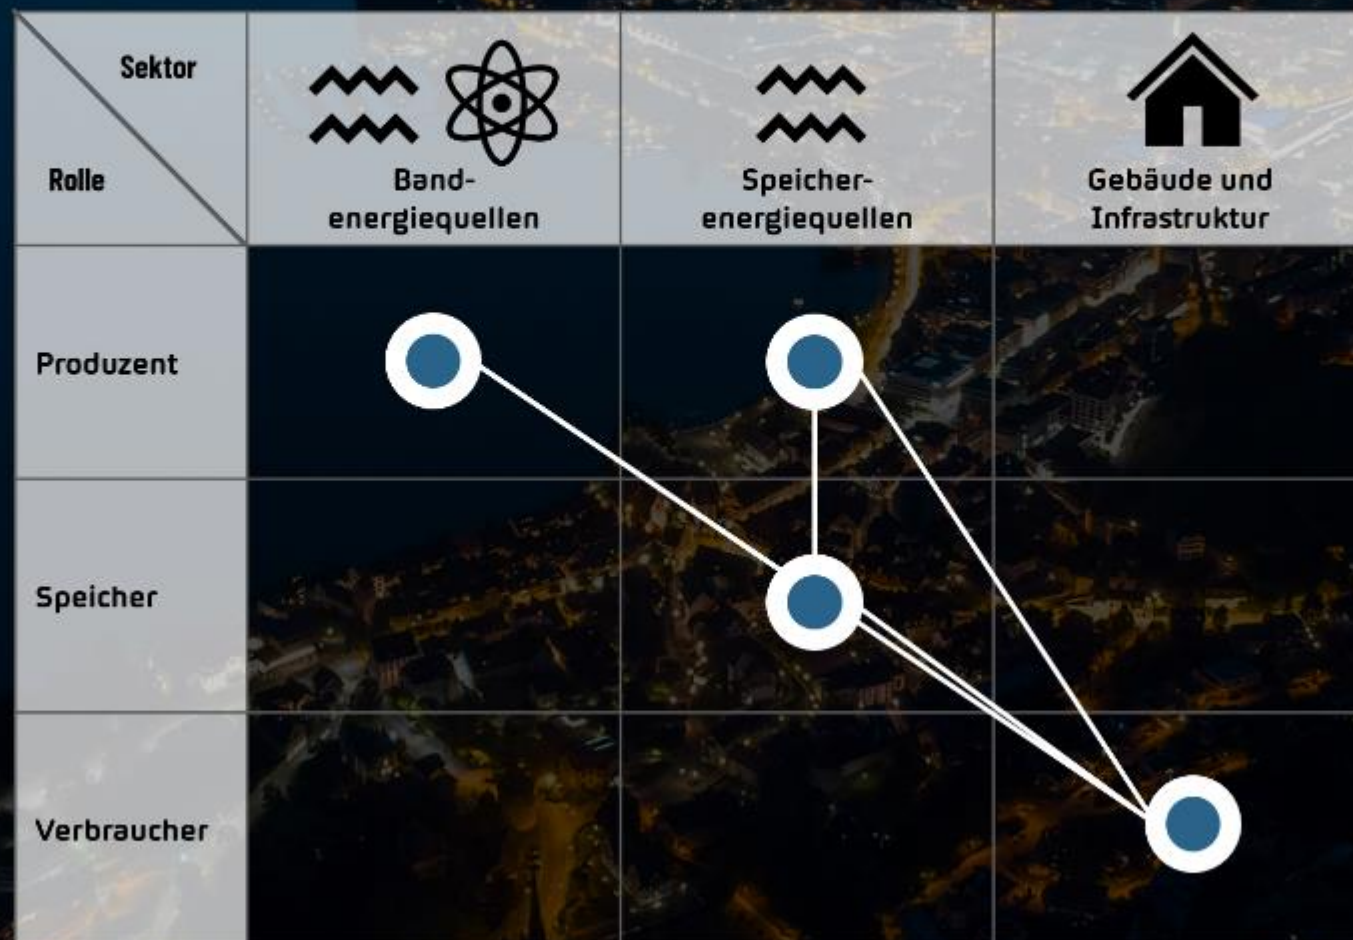 Sektor
Rolle
Band-
energiequellen
Speicher-
energiequellen
Gebäude und
Infrastruktur
Produzent
Speicher
Verbraucher